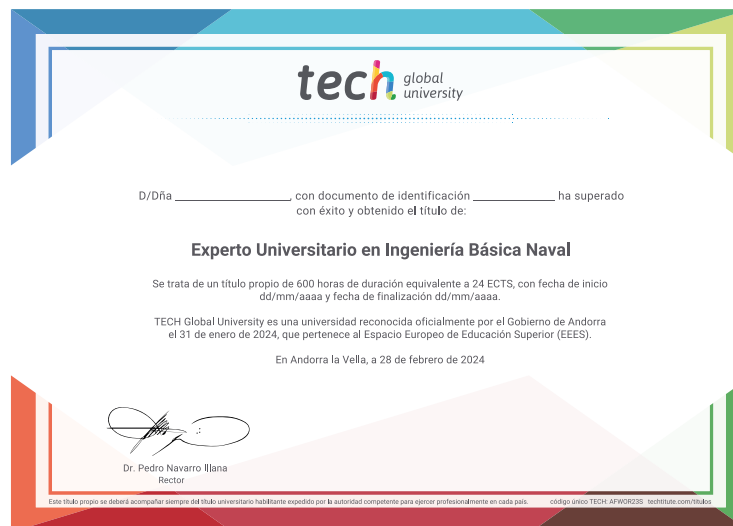 tech global university
D/Dña ____________________, con documento de identificación ______________ ha superado
con éxito y obtenido el título de:
Experto Universitario en Ingeniería Básica Naval
Se trata de un título propio de 600 horas de duración equivalente a 24 ECTS, con fecha de inicio
dd/mm/aaaa y fecha de finalización dd/mm/aaaa.
TECH Global University es una universidad reconocida oficialmente por el Gobierno de Andorra
el 31 de enero de 2024, que pertenece al Espacio Europeo de Educación Superior (EEES).
En Andorra la Vella, a 28 de febrero de 2024
Dr. Pedro Navarro Illana
Rector
Este título propio se deberá acompañar siempre del título universitario habilitante expedido por la autoridad competente para ejercer profesionalmente en cada país. código único TECH: AFWOR23S techtitute.com/titulos